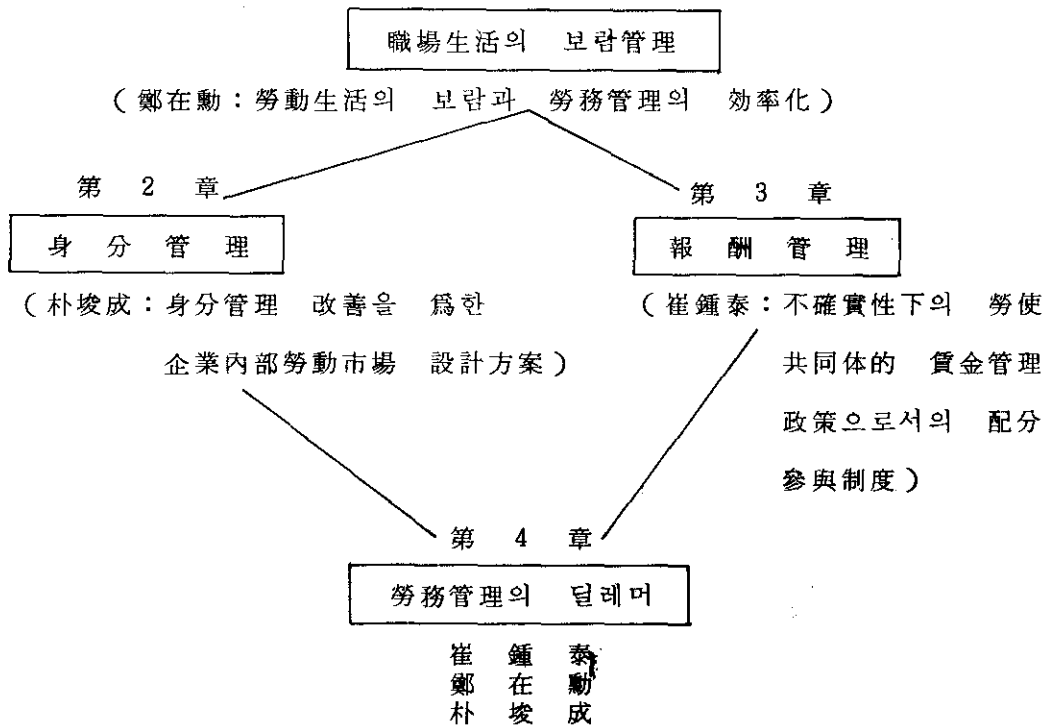 職場生活의 보람管理
(鄭在勳：勞動生活의 보람과 勞務管理의 効率化)
第 2 章
身分管理
(朴埈成：身分管理 改善을 爲한
企業內部勞動市場 設計方案)
第 3 章
報酬管理
(崔鍾泰：不確實性下의 勞使
共同体的 賃金管理
政策으로서의 配分
參與制度)
第 4 章
勞務管理의 딜레머
崔鍾泰
鄭在勳
朴埈成